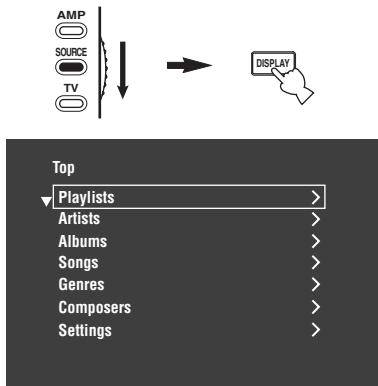 AMP
SOURCE
TV
DISPLAY
Top
Playlists
Artists
Albums
Songs
Genres
Composers
Settings